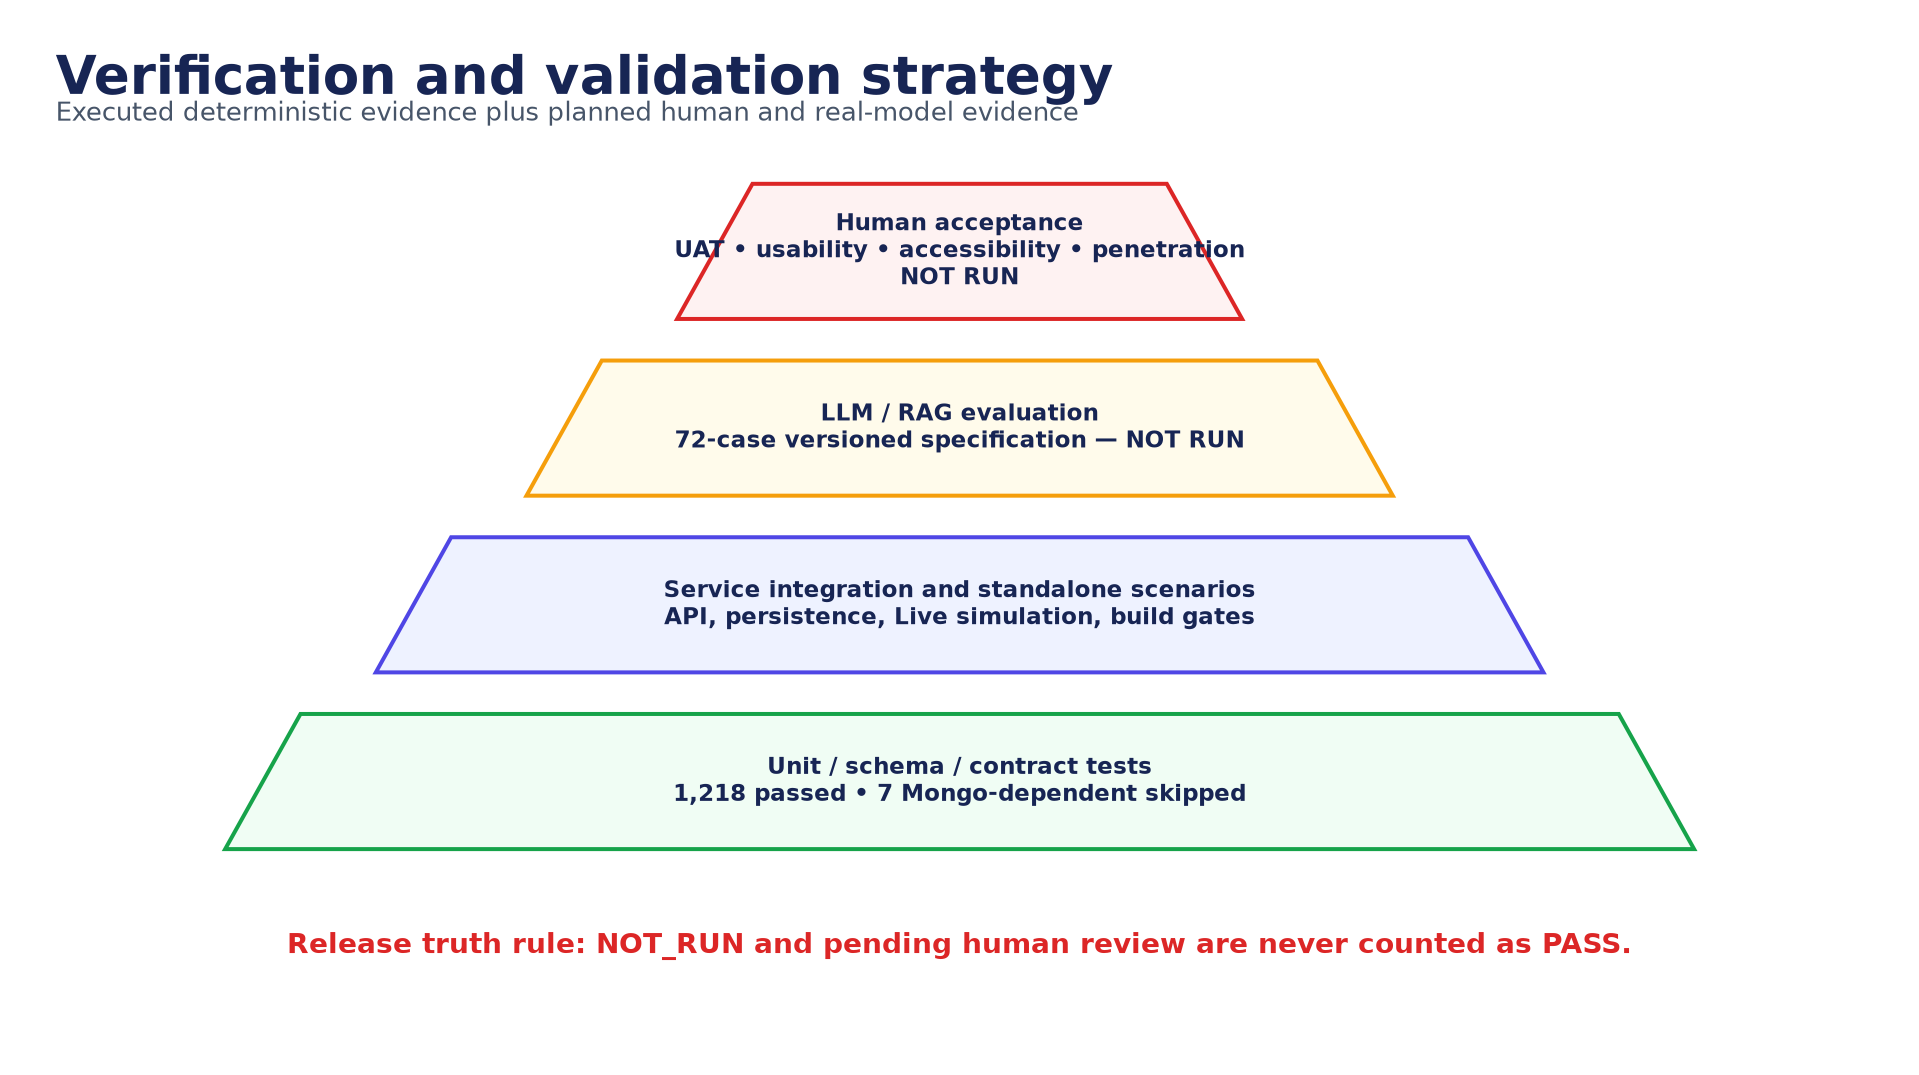 Verification and validation strategy
Executed deterministic evidence plus planned human and real-model evidence
Human acceptance
UAT • usability • accessibility • penetration
NOT RUN
LLM / RAG evaluation
72-case versioned specification — NOT RUN
Service integration and standalone scenarios
API, persistence, Live simulation, build gates
Unit / schema / contract tests
1,218 passed • 7 Mongo-dependent skipped
Release truth rule: NOT_RUN and pending human review are never counted as PASS.